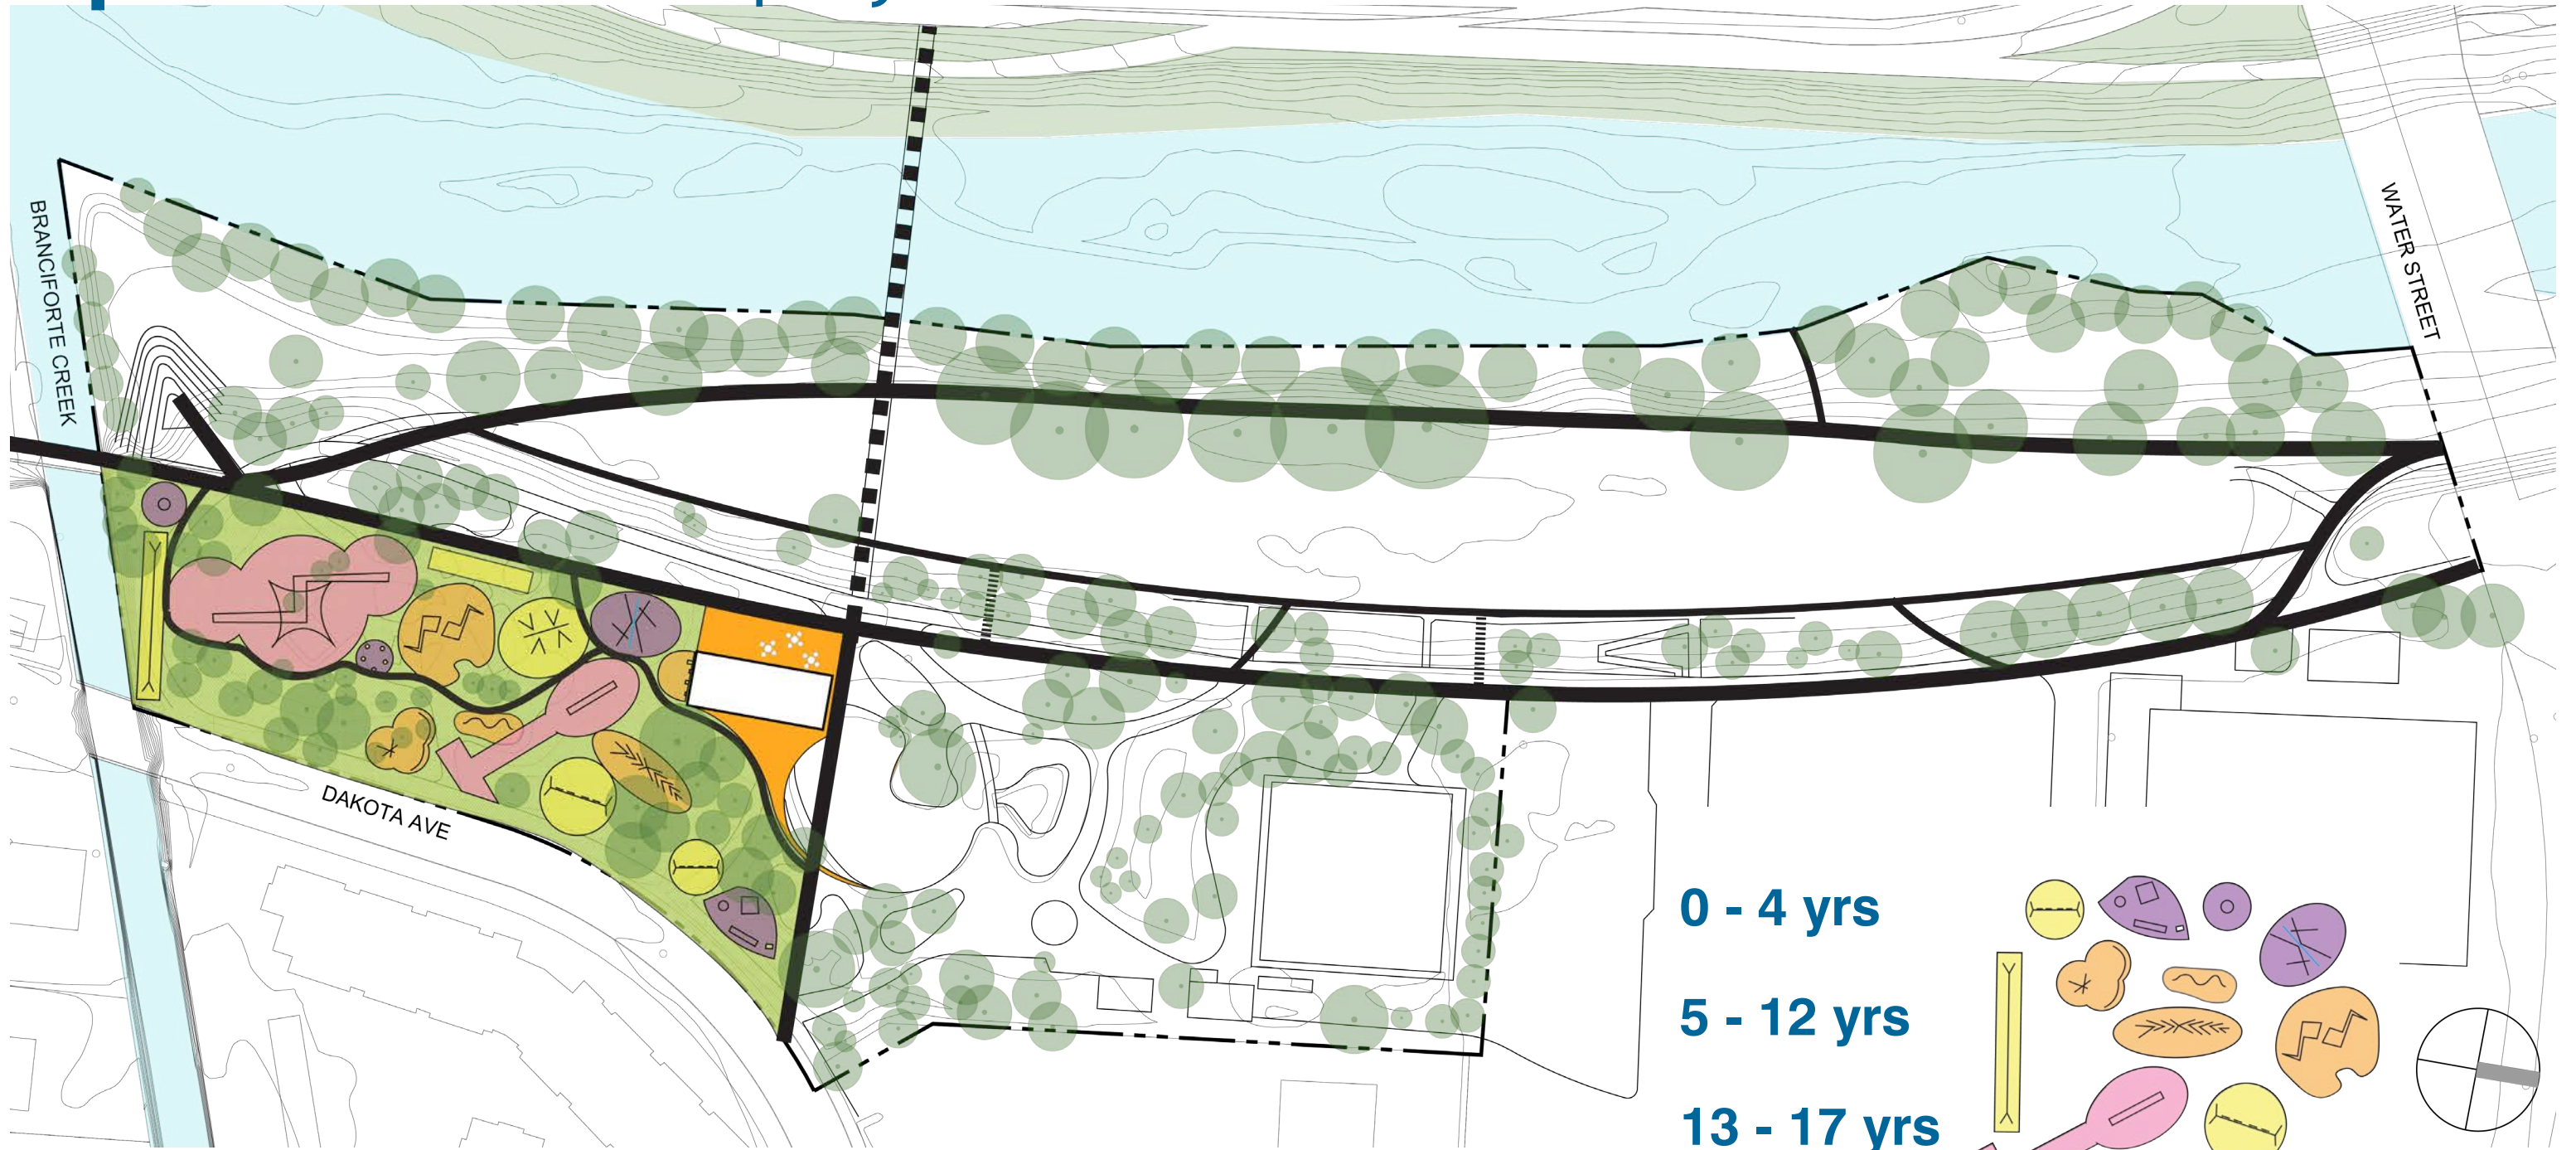 BRANCIFORTE CREEK
WATER STREET
DAKOTA AVE
0 - 4 yrs
5 - 12 yrs
13 - 17 yrs